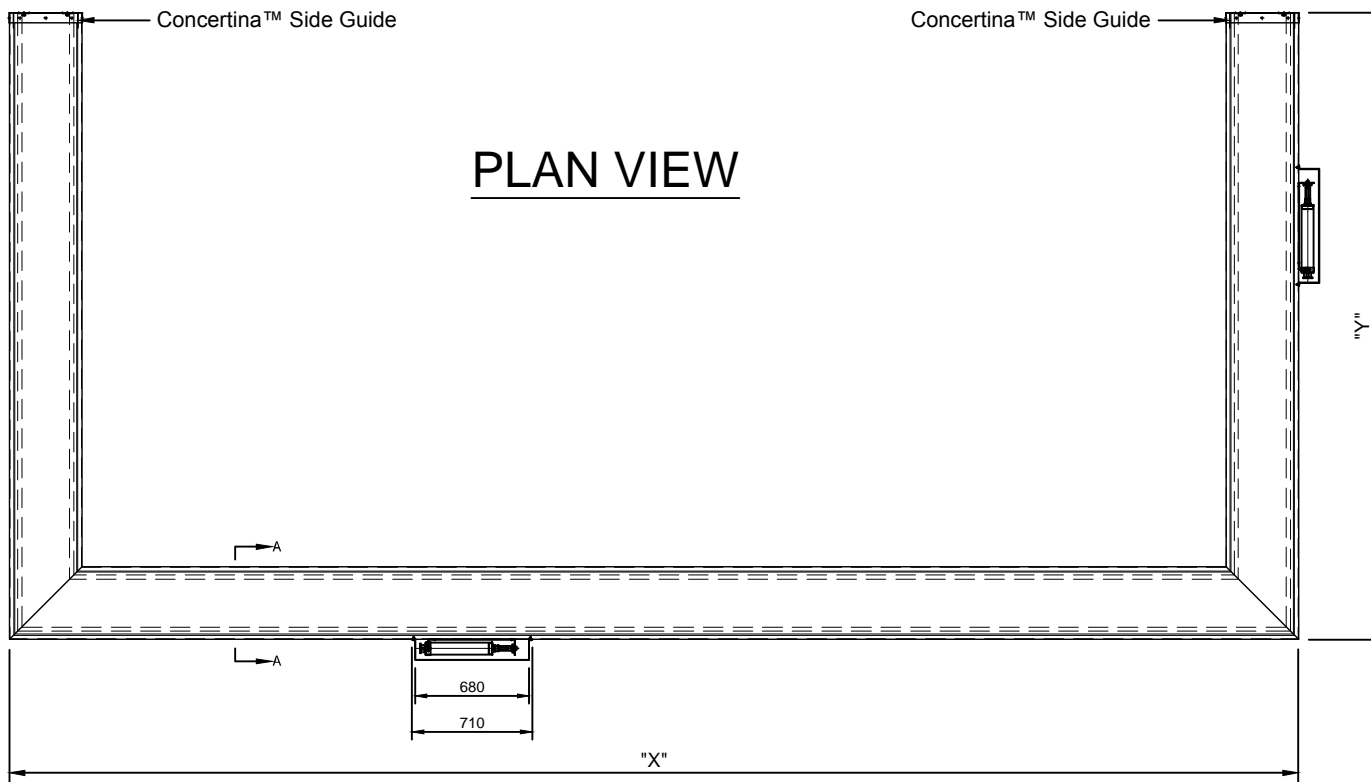 Concertina™ Side Guide
Concertina™ Side Guide
PLAN VIEW
"Y"
A
A
680
710
"X"